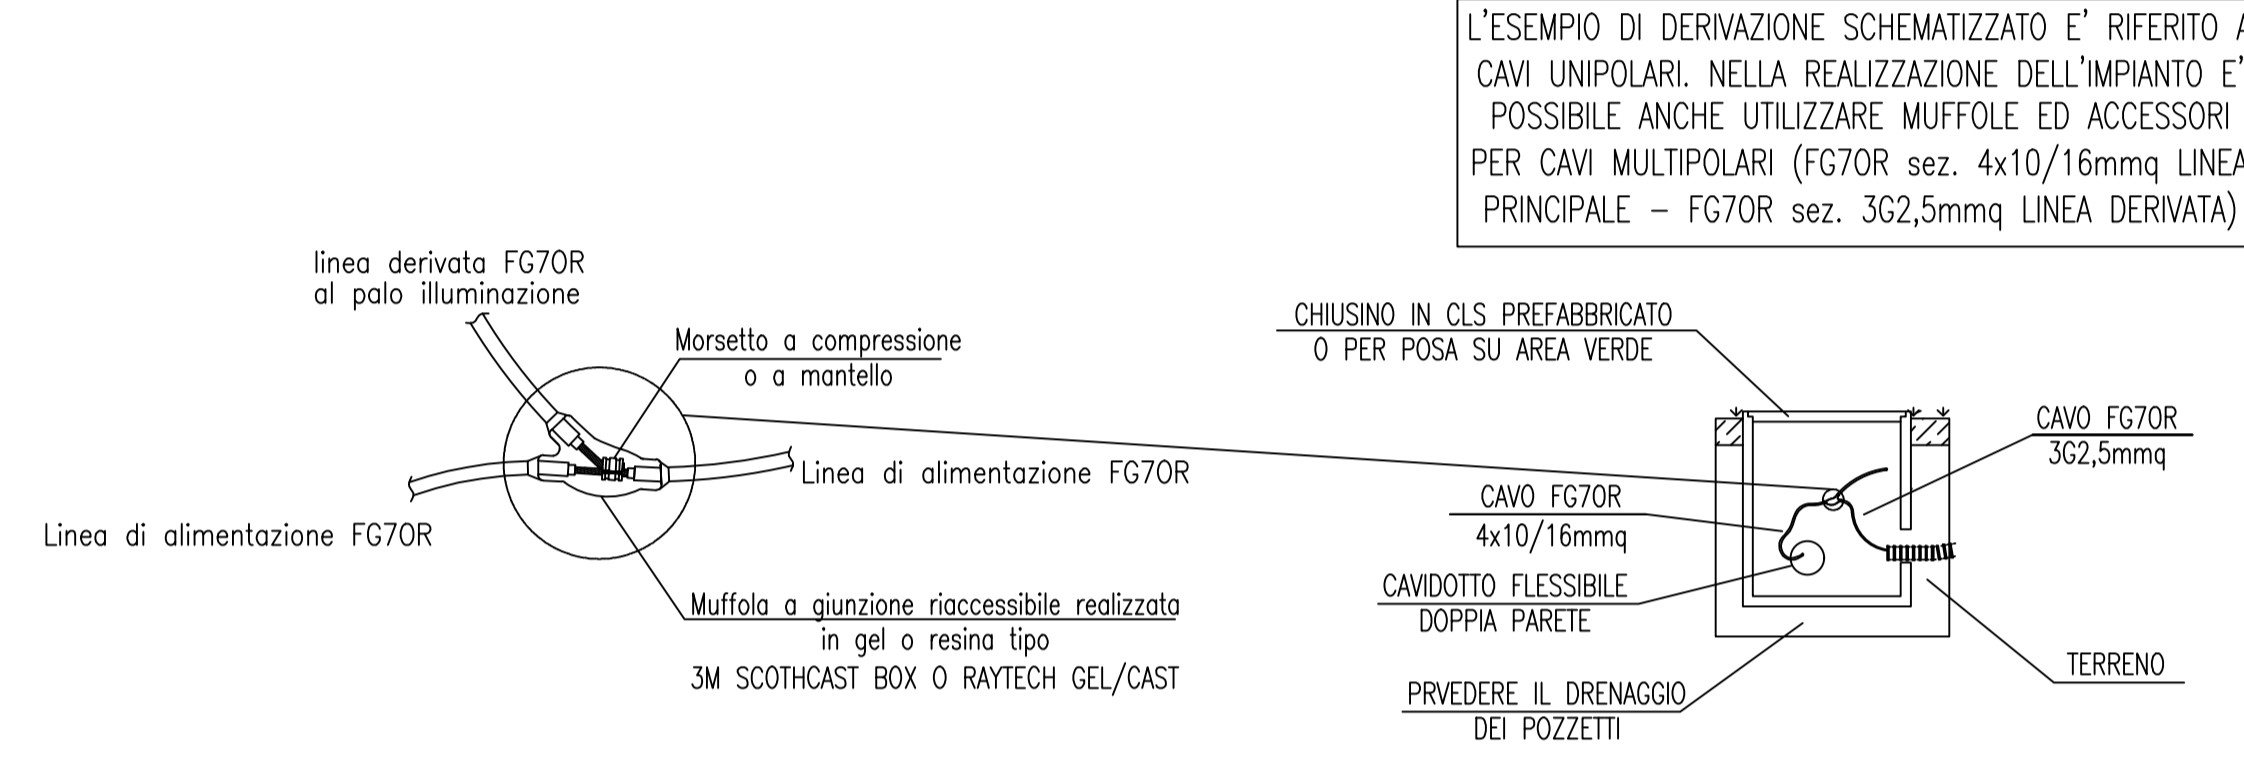 L'ESEMPIO DI DERIVAZIONE SCHEMATIZZATO E' RIFERITO A
CAVI UNIPOLARI. NELLA REALIZZAZIONE DELL'IMPIANTO E'
POSSIBILE ANCHE UTILIZZARE MUFFOLE ED ACCESSORI
PER CAVI MULTIPOLARI (FG7OR sez. 4x10/16mmq LINEA
PRINCIPALE - FG7OR sez. 3G2,5mmq LINEA DERIVATA)
linea derivata FG7OR
al palo illuminazione
Morsetto a compressione
o a mantello
Linea di alimentazione FG7OR
Linea di alimentazione FG7OR
Muffola a giunzione riaccessibile realizzata
in gel o resina tipo
3M SCOTHCAST BOX O RAYTECH GEL/CAST
CHIUSINO IN CLS PREFABBRICATO
O PER POSA SU AREA VERDE
CAVO FG7OR
3G2,5mmq
CAVO FG7OR
4x10/16mmq
CAVIDOTTO FLESSIBILE
DOPPIA PARETE
TERRENO
PRVEDERE IL DRENAGGIO
DEI POZZETTI